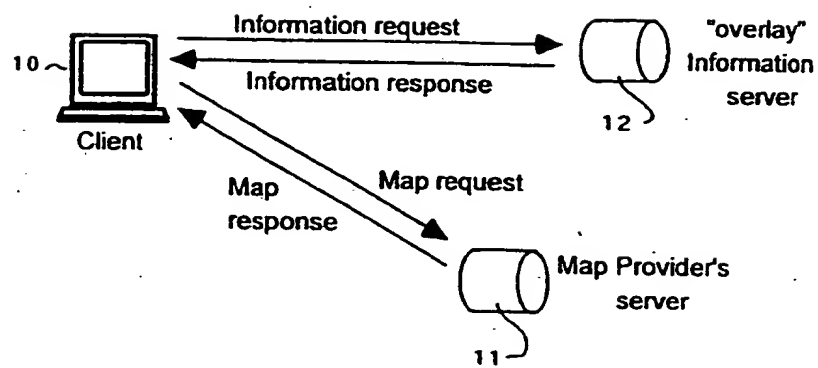 Information request
"overlay"
Information
server
10
Information response
12
Client
Map request
Map
response
Map Provider's
server
11